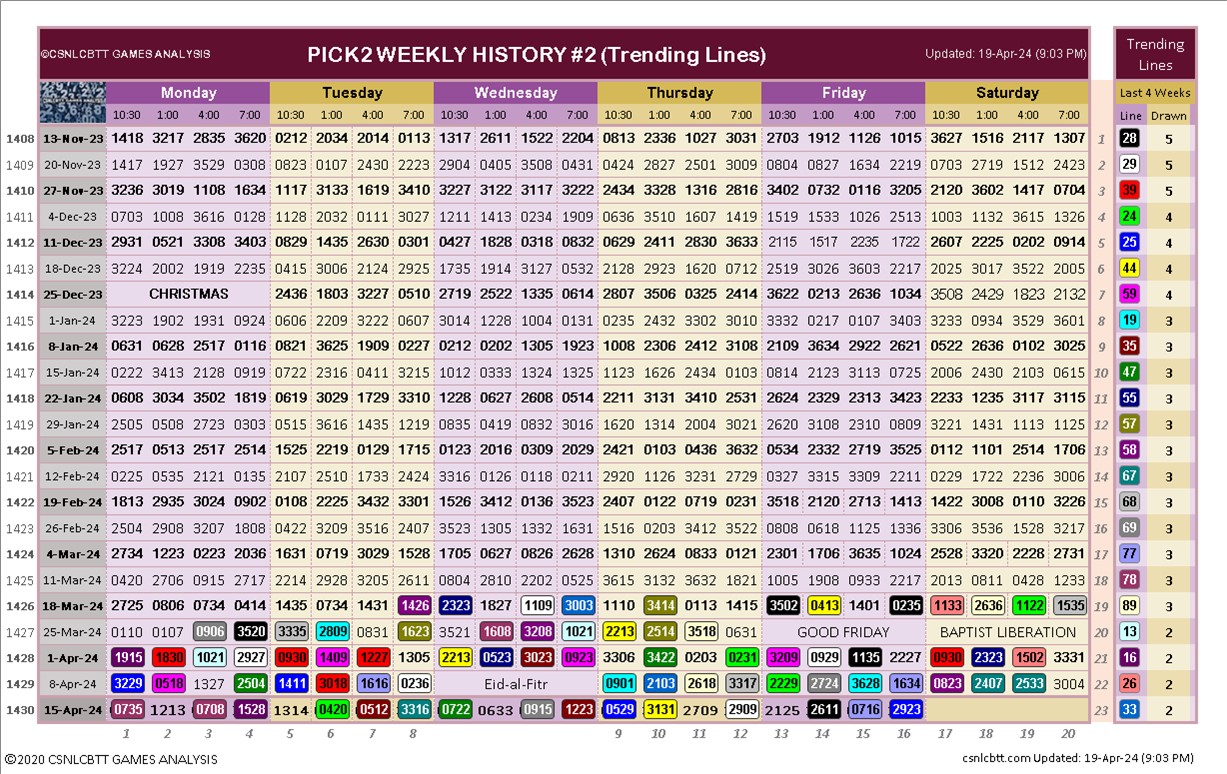 ©CSNLCBTT GAMES ANALYSIS PICK2 WEEKLY HISTORY #2 (Trending Lines) Updated: 19-Apr-24 (9:03 PM) Trending Lines
Monday Tuesday Wednesday Thursday Friday Saturday Last 4 Weeks
10:30 1:00 4:00 7:00 10:30 1:00 4:00 7:00 10:30 1:00 4:00 7:00 10:30 1:00 4:00 7:00 10:30 1:00 4:00 7:00 10:30 1:00 4:00 7:00 Line Drawn
1408 13-Nov-23 1418 3217 2835 3620 0212 2034 2014 0113 1317 2611 1522 2204 0813 2336 1027 3031 2703 1912 1126 1015 3627 1516 2117 1307 1 28 5
1409 20-Nov-23 1417 1927 3529 0308 0823 0107 2430 2223 2904 0405 3508 0431 0424 2827 2501 3009 0804 0827 1634 2219 0703 2719 1512 2423 2 29 5
1410 27-Nov-23 3236 3019 1108 1634 1117 3133 1619 3410 3227 3122 3117 3222 2434 3328 1316 2816 3402 0732 0116 3205 2120 3602 1417 0704 3 39 5
1411 4-Dec-23 0703 1008 3616 0128 1128 2032 0111 3027 1211 1413 0234 1909 0636 3510 1607 1419 1519 1533 1026 2513 1003 1132 3615 1326 4 24 4
1412 11-Dec-23 2931 0521 3308 3403 0829 1435 2630 0301 0427 1828 0318 0832 0629 2411 2830 3633 2115 1517 2235 1722 2607 2225 0202 0914 5 25 4
1413 18-Dec-23 3224 2002 1919 2235 0415 3006 2124 2924 1735 1914 3127 0532 2128 2923 1620 0712 2519 3026 3603 2217 2025 3017 3522 2005 6 44 4
1414 25-Dec-23 CHRISTMAS 2436 1803 3227 0511 2719 2522 1335 0614 2807 3506 0325 2414 3622 0213 2636 1034 3508 2429 1823 2132 7 59 4
1415 1-Jan-24 3223 1902 1931 0924 0606 2209 3222 0607 3014 1228 1004 0131 0235 2432 3302 3010 3332 0217 0107 3403 3233 0934 3529 3601 8 19 3
1416 8-Jan-24 0631 0628 2517 0116 0821 3625 1909 0227 0212 0202 1305 1923 1008 2306 2412 3108 2109 3634 2922 2621 0522 2636 0102 3025 9 35 3
1417 15-Jan-24 0222 3413 2128 0919 0722 2316 0411 3215 1012 0333 1324 1325 1123 1626 2434 0103 0814 2123 3113 0725 2006 2430 2103 0615 10 47 3
1418 22-Jan-24 0608 3034 3502 1819 0619 3029 1729 3310 1228 0627 2608 0514 2211 3131 3410 2531 2624 2329 2313 3423 2233 1235 3117 3115 11 55 3
1419 29-Jan-24 2505 0508 2723 0303 0515 3616 1435 1219 0835 0419 0832 3016 1620 1314 2004 3021 2620 3108 2310 0809 3221 1431 1113 1125 12 57 3
1420 5-Feb-24 2517 0513 2517 2514 1525 2219 0129 1715 0123 2016 0309 2029 2421 0103 0436 3632 0534 2332 2719 3523 0112 1101 2514 1706 13 58 3
1421 12-Feb-24 0225 0535 2121 0135 2107 2510 1733 2424 3316 0126 0118 0211 2920 1126 3231 2729 0327 3315 3309 2211 0229 1722 2236 3006 14 67 3
1422 19-Feb-24 1813 2935 3024 0902 0108 2225 3432 3301 1526 3412 0136 3523 2407 0122 0719 0231 3518 2120 2713 1413 1422 3008 0110 3226 15 68 3
1423 26-Feb-24 2504 2908 3207 1808 0422 3209 3516 2407 3523 1305 1332 1631 1516 0203 3412 3522 0808 0618 1125 1336 3306 3536 1528 3217 16 69 3
1424 4-Mar-24 2734 1223 0223 2036 1631 0719 3029 1528 1705 0627 0826 2628 1310 2624 0833 0121 2301 1706 3635 1024 2528 3320 2228 2731 17 77 3
1425 11-Mar-24 0420 2706 0915 2717 2214 2928 3205 2611 0804 2810 2202 0525 3615 3132 3632 1821 1005 1908 0933 2217 2013 0811 0428 1233 18 78 3
1426 18-Mar-24 2725 0806 0734 0414 1435 0734 1431 1426 2323 1827 1109 3003 1110 3414 0113 1415 3502 0413 1401 0235 1133 2636 1122 1535 19 89 3
1427 25-Mar-24 0110 0107 0906 3520 3335 2809 0831 1623 3521 1608 3208 1021 2213 2514 3518 0631 GOOD FRIDAY BAPTIST LIBERATION 20 13 2
1428 1-Apr-24 1915 1830 1021 2927 0930 1409 1227 1305 2213 0523 3023 0923 3306 3422 0203 0231 3209 0929 1135 2227 0930 2323 1502 3331 21 16 2
1429 8-Apr-24 3229 0518 1327 2504 1411 3018 1616 0236 Eid-al-Fitr 0901 2103 2618 3317 2229 2724 3628 1634 0823 2407 2533 3004 22 26 2
1430 15-Apr-24 0735 1213 0708 1528 1314 0420 0512 3316 0722 0633 0915 1223 0529 3131 2709 2909 2125 2611 0716 2923 23 33 2
1 2 3 4 5 6 7 8 9 10 11 12 13 14 15 16 17 18 19 20
©2020 CSNLCBTT GAMES ANALYSIS csnlcbtt.com Updated: 19-Apr-24 (9:03 PM)